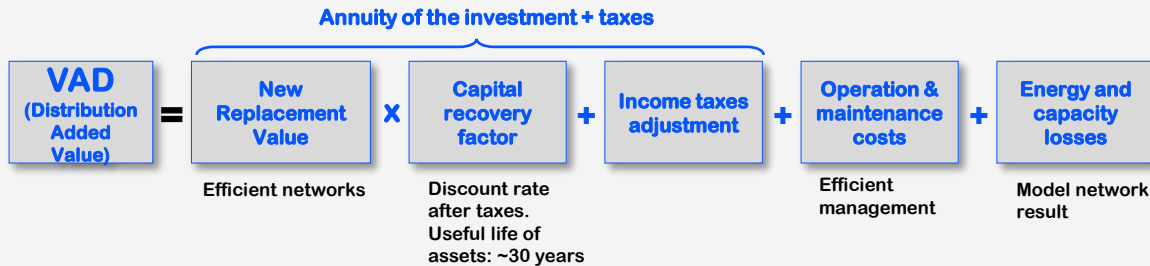 Annuity of the investment + taxes
VAD
(Distribution
Added
Value)
=
New
Replacement
Value
x
Capital
recovery
factor
+
Income taxes
adjustment
+
Operation &
maintenance
costs
+
Energy and
capacity
losses
Efficient networks
Discount rate
after taxes.
Useful life of
assets: ~30 years
Efficient
management
Model network
result